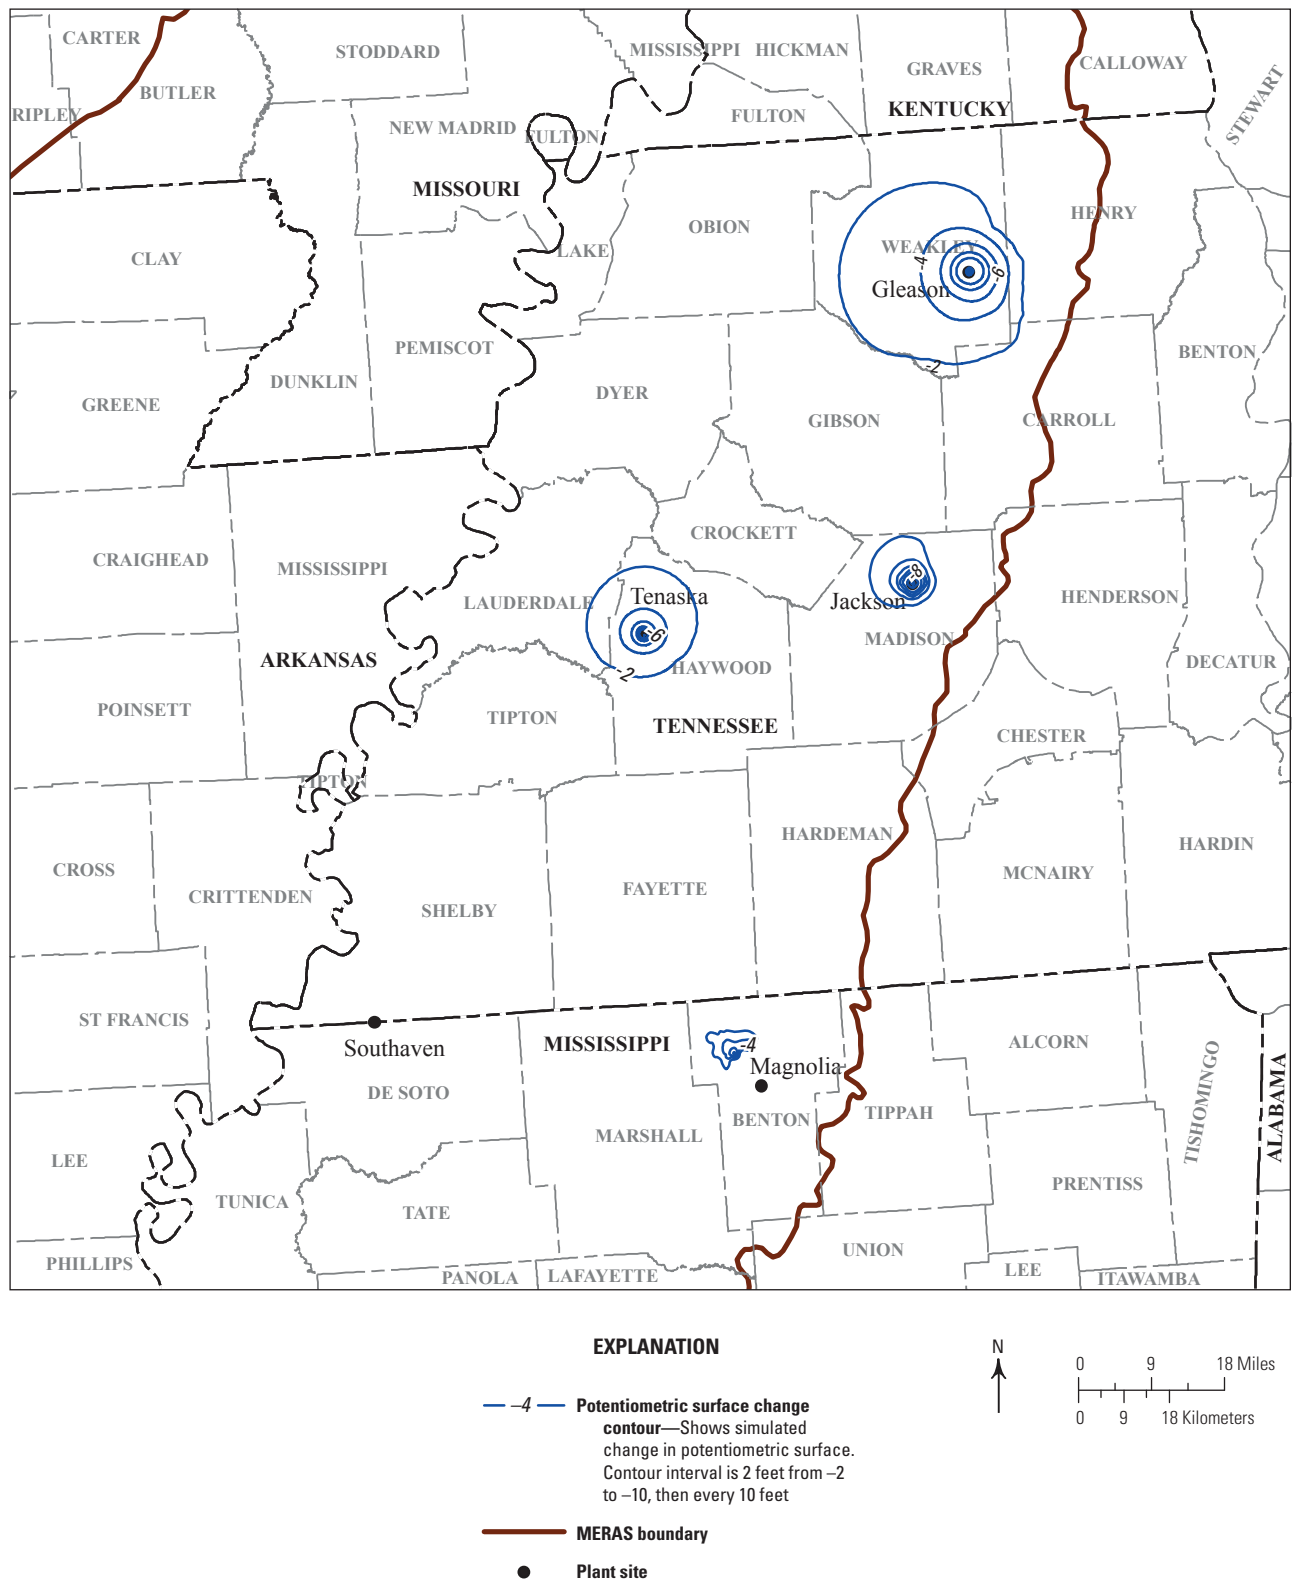 CARTER
STODDARD
MISSISSIPPI
HICKMAN
GRAVES
CALLOWAY
BUTLER
RIPLEY
STEWART
KENTUCKY
FULTON
NEW MADRID
FULTON
MISSOURI
HENRY
OBION
WEAKLEY
LAKE
CLAY
-4
-6
Gleason
PEMISCOT
BENTON
-2
DUNKLIN
DYER
GREENE
GIBSON
CARROLL
CROCKETT
CRAIGHEAD
MISSISSIPPI
-8
Tenaska
LAUDERDALE
Jackson
HENDERSON
-6
MADISON
ARKANSAS
-2
HAYWOOD
DECATUR
POINSETT
TIPTON
TENNESSEE
CHESTER
TIPTON
HARDEMAN
HARDIN
CROSS
MCNAIRY
CRITTENDEN
FAYETTE
SHELBY
ST FRANCIS
Southaven
MISSISSIPPI
-4
ALCORN
Magnolia
DE SOTO
TISHOMINGO
ALABAMA
TIPPAH
BENTON
MARSHALL
LEE
PRENTISS
TUNICA
TATE
UNION
PHILLIPS
PANOLA
LAFAYETTE
LEE
ITAWAMBA
EXPLANATION
–4
Potentiometric surface change
contour—Shows simulated
change in potentiometric surface.
Contour interval is 2 feet from –2
to –10, then every 10 feet
MERAS boundary
Plant site
N
0 9 18 Miles
0 9 18 Kilometers